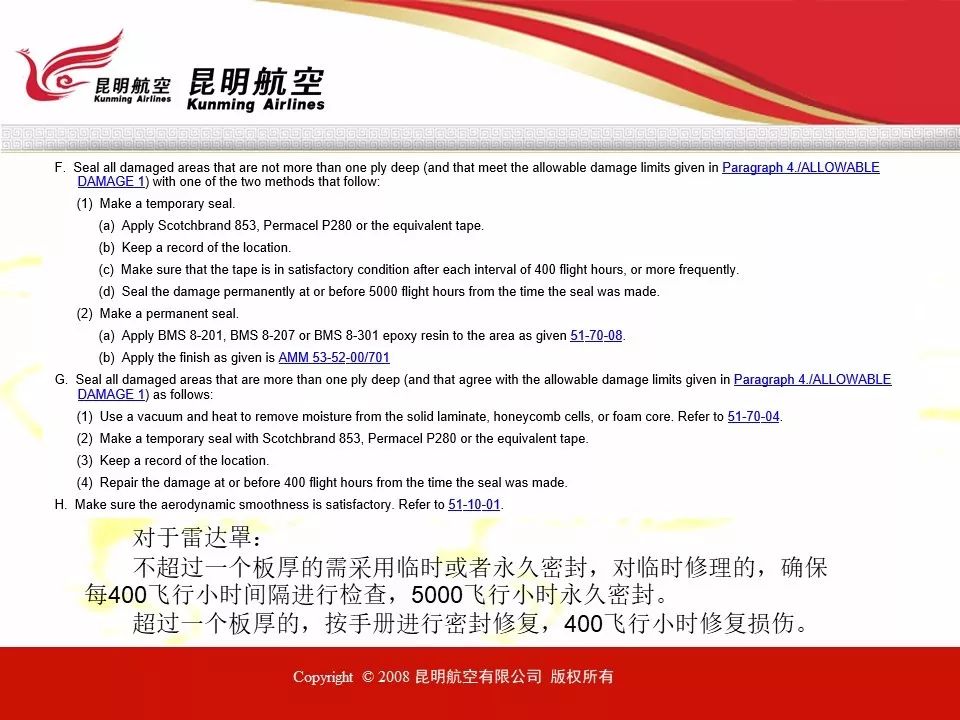 昆明航空
Kunming Airlines
昆明航空
Kunming Airlines
F. Seal all damaged areas that are not more than one ply deep (and that meet the allowable damage limits given in Paragraph 4./ALLOWABLE
DAMAGE 1) with one of the two methods that follow:
(1) Make a temporary seal.
(a) Apply Scotchbrand 853, Permacel P280 or the equivalent tape.
(b) Keep a record of the location.
(c) Make sure that the tape is in satisfactory condition after each interval of 400 flight hours, or more frequently.
(d) Seal the damage permanently at or before 5000 flight hours from the time the seal was made.
(2) Make a permanent seal.
(a) Apply BMS 8-201, BMS 8-207 or BMS 8-301 epoxy resin to the area as given 51-70-08.
(b) Apply the finish as given is AMM 53-52-00/701
G. Seal all damaged areas that are more than one ply deep (and that agree with the allowable damage limits given in Paragraph 4./ALLOWABLE
DAMAGE 1) as follows:
(1) Use a vacuum and heat to remove moisture from the solid laminate, honeycomb cells, or foam core. Refer to 51-70-04.
(2) Make a temporary seal with Scotchbrand 853, Permacel P280 or the equivalent tape.
(3) Keep a record of the location.
(4) Repair the damage at or before 400 flight hours from the time the seal was made.
H. Make sure the aerodynamic smoothness is satisfactory. Refer to 51-10-01.
对于雷达罩：
不超过一个板厚的需采用临时或者永久密封，对临时修理的，确保
每400飞行小时间隔进行检查，5000飞行小时永久密封。
超过一个板厚的，按手册进行密封修复，400飞行小时修复损伤。
Copyright © 2008 昆明航空有限公司 版权所有